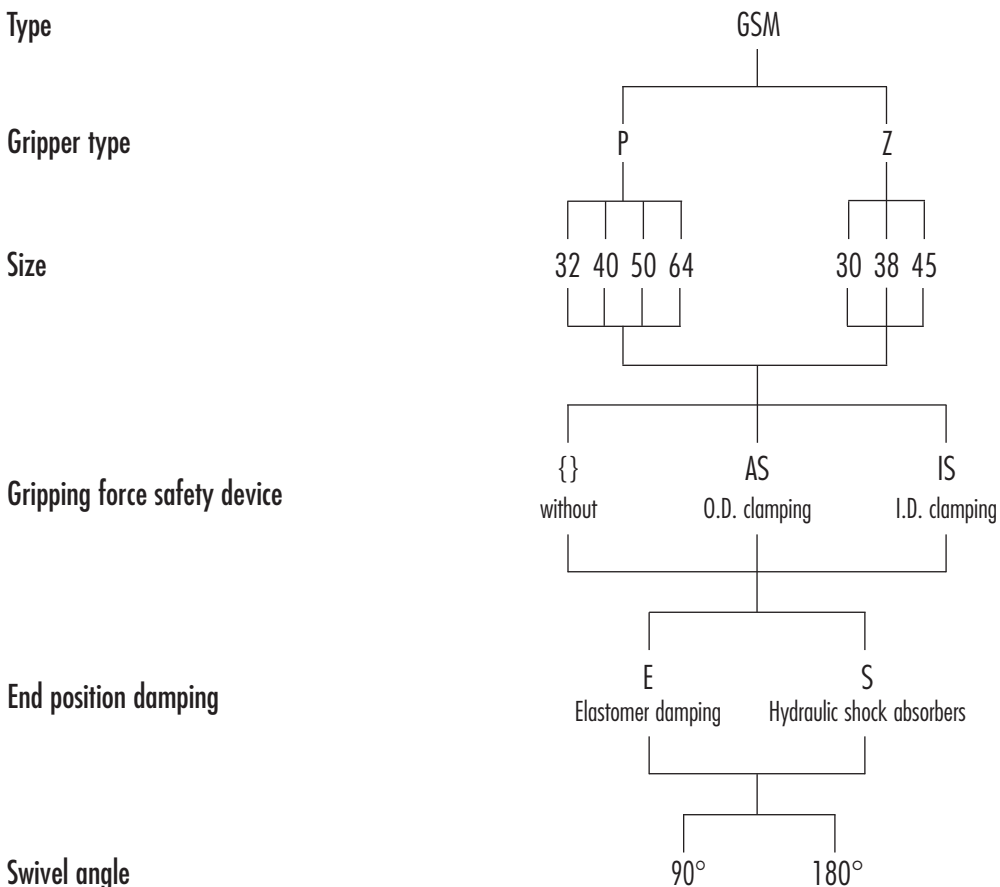 Type GSM
Gripper type P Z
Size 32 40 50 64 30 38 45
{} AS IS
Gripping force safety device
without O.D. clamping I.D. clamping
E S
End position damping
Elastomer damping Hydraulic shock absorbers
Swivel angle 90° 180°